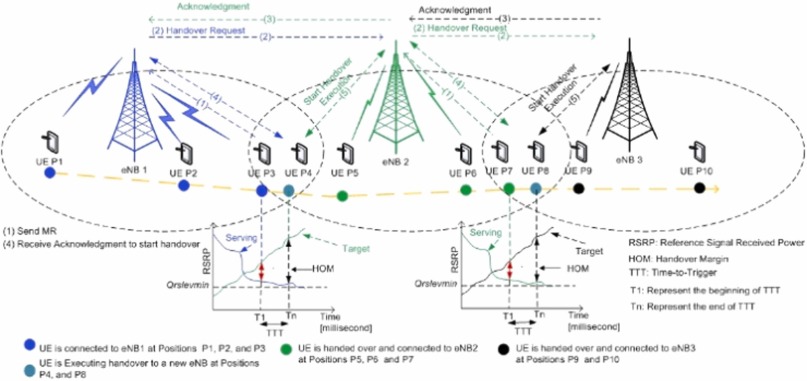 Acknowledgment
(3)
(2) Handover Request
(2)
Acknowledgment
(3)
(2) Handover Request
(2)
(4)
(1)
Start Handover
Execution
(5)
(4)
(1)
Start Handover
Execution
(5)
UE P1
eNB 1
UE P2
UE P3
UE P4
UE P5
eNB 2
UE P6
UE P7
UE P8
UE P9
eNB 3
UE P10
(1) Send MR
(4) Receive Acknowledgment to start handover
RSRP
Serving
Target
HOM
Qrslevmin
T1
Tn
Time
[millisecond]
TTT
RSRP
Serving
Target
HOM
Qrslevmin
T1
Tn
Time
[millisecond]
TTT
RSRP: Reference Signal Received Power
HOM: Handover Margin
TTT: Time-to-Trigger
T1: Represent the beginning of TTT
Tn: Represent the end of TTT
UE is connected to eNB1 at Positions P1, P2, and P3
UE is Executing handover to a new eNB at Positions
P4, and P8
UE is handed over and connected to eNB2
at Positions P5, P6 and P7
UE is handed over and connected to eNB3
at Positions P9 and P10